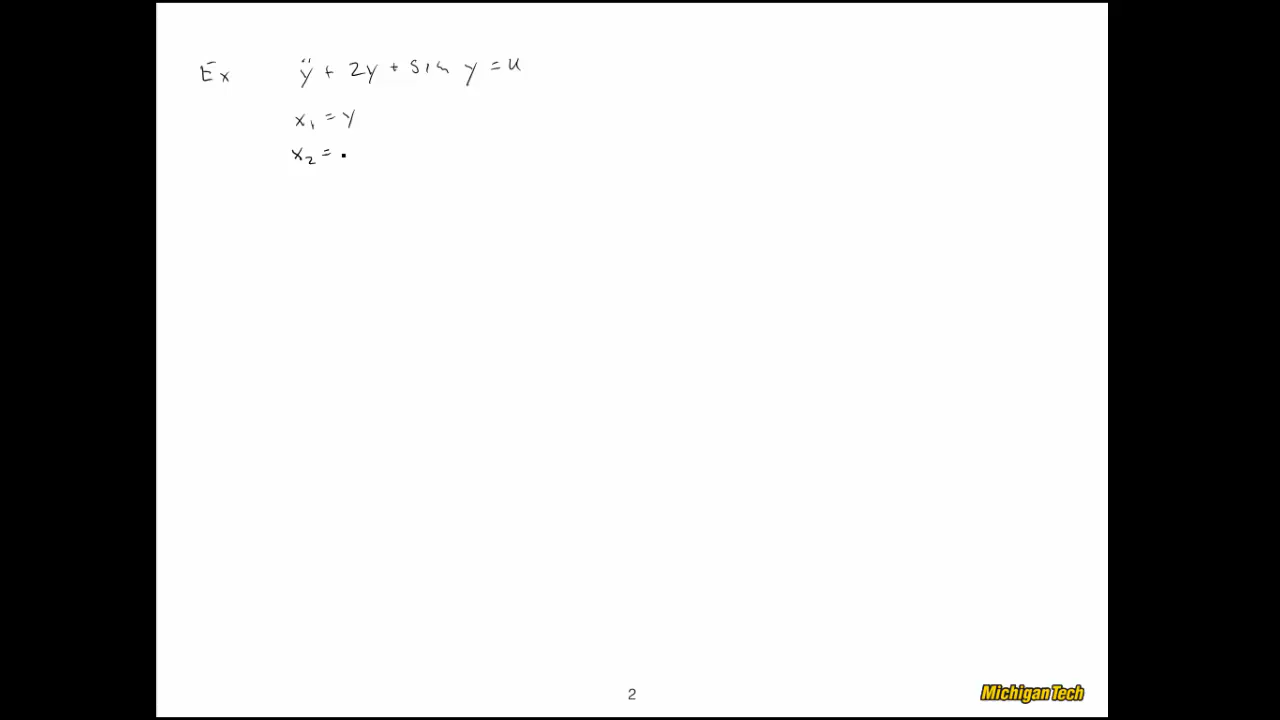 Ex ÿ + 2y + sin y = u
x₁ = y
x₂ =
2
Michigan Tech